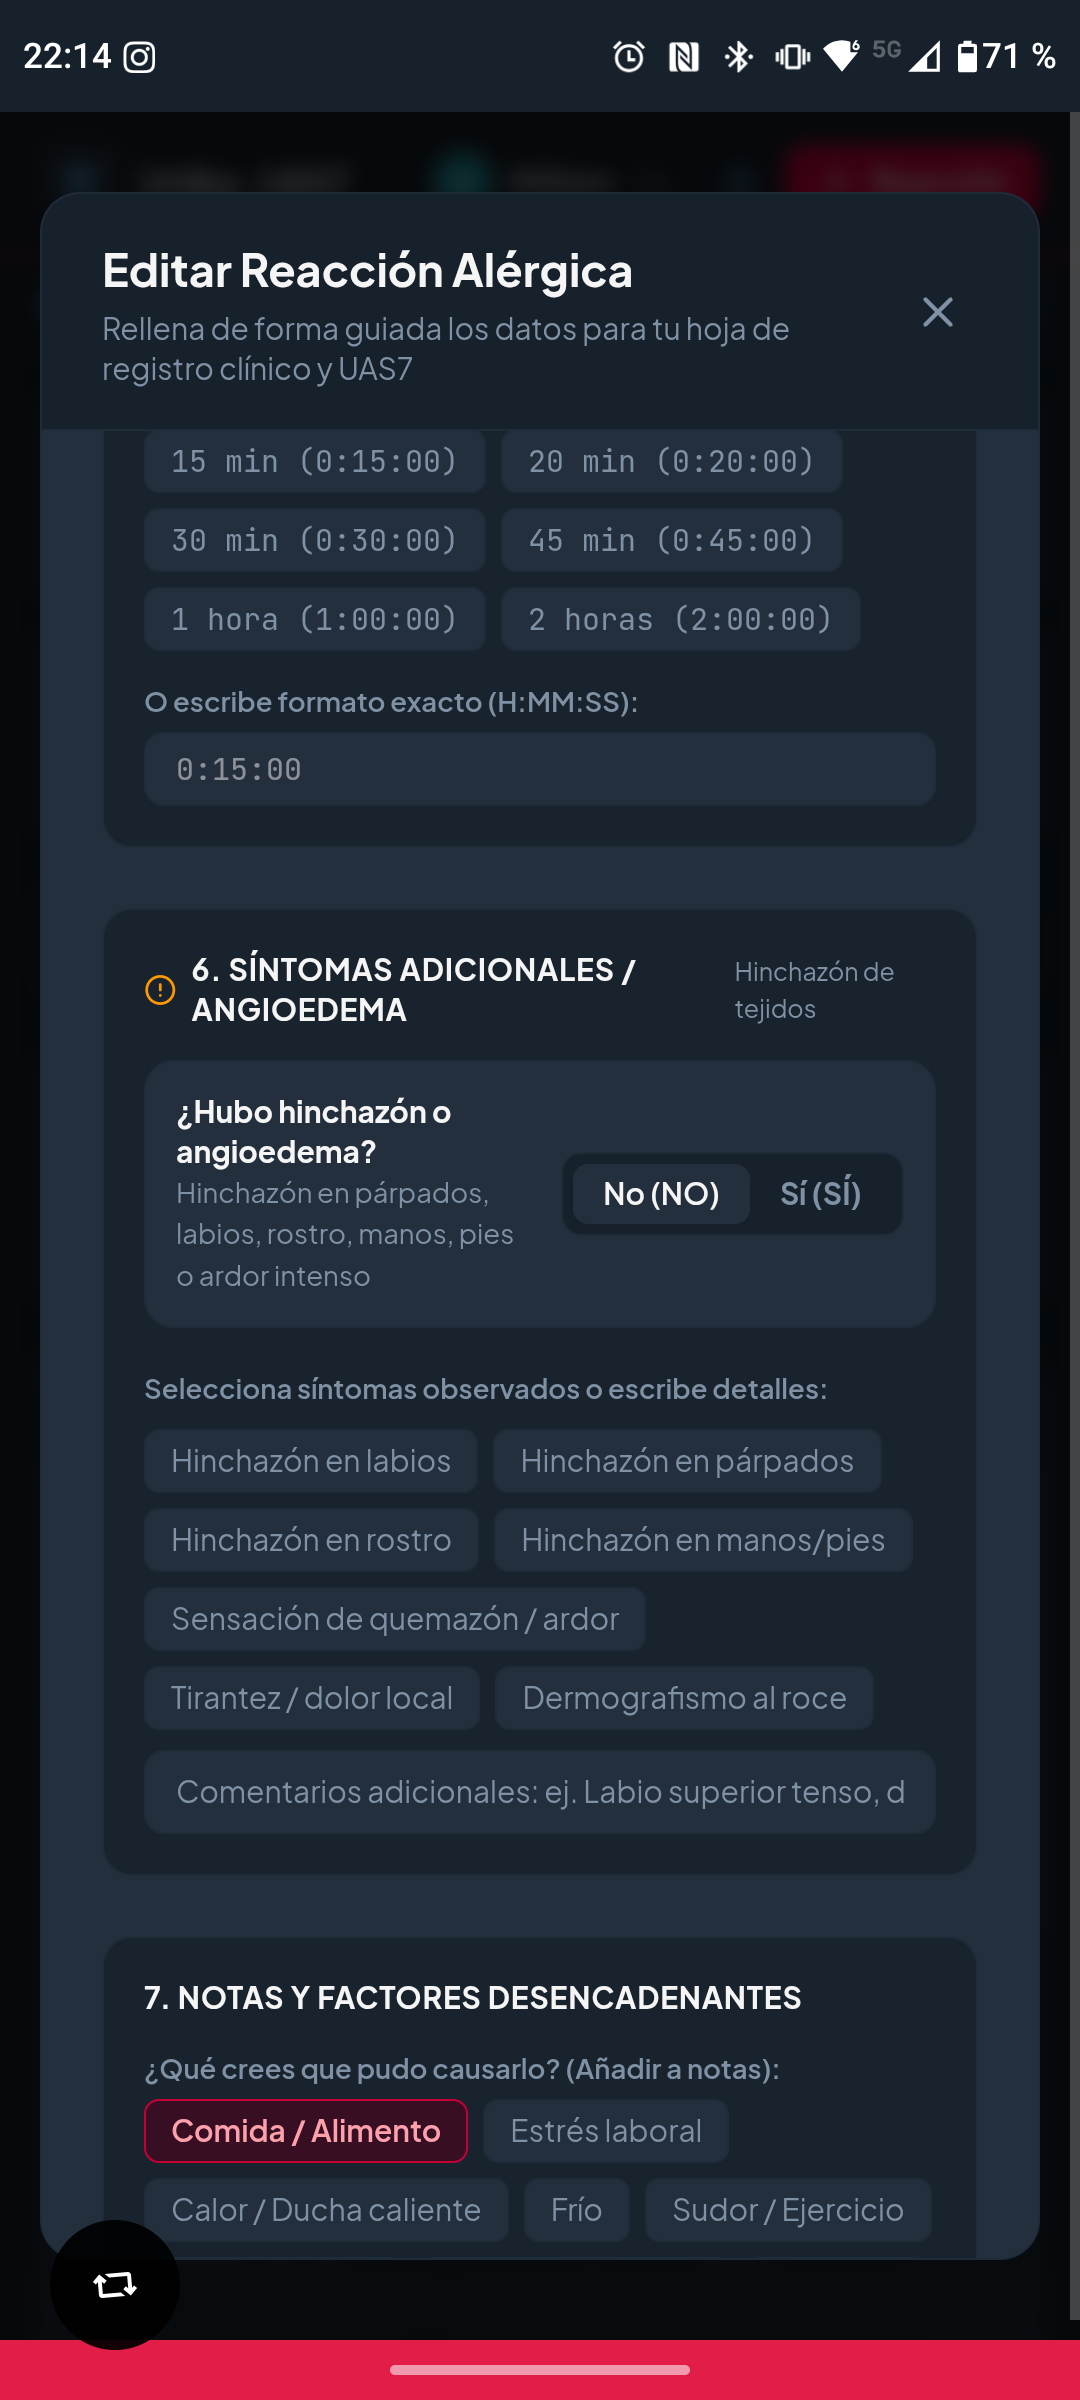 22:14
5G
71 %
Editar Reacción Alérgica
Rellena de forma guiada los datos para tu hoja de
registro clínico y UAS7
15 min (0:15:00)
20 min (0:20:00)
30 min (0:30:00)
45 min (0:45:00)
1 hora (1:00:00)
2 horas (2:00:00)
O escribe formato exacto (H:MM:SS):
0:15:00
6. SÍNTOMAS ADICIONALES /
ANGIOEDEMA
Hinchazón de
tejidos
¿Hubo hinchazón o
angioedema?
Hinchazón en párpados,
labios, rostro, manos, pies
o ardor intenso
No (NO)
Sí (SÍ)
Selecciona síntomas observados o escribe detalles:
Hinchazón en labios
Hinchazón en párpados
Hinchazón en rostro
Hinchazón en manos/pies
Sensación de quemazón / ardor
Tirantez / dolor local
Dermografismo al roce
Comentarios adicionales: ej. Labio superior tenso, d
7. NOTAS Y FACTORES DESENCADENANTES
¿Qué crees que pudo causarlo? (Añadir a notas):
Comida / Alimento
Estrés laboral
Calor / Ducha caliente
Frío
Sudor / Ejercicio